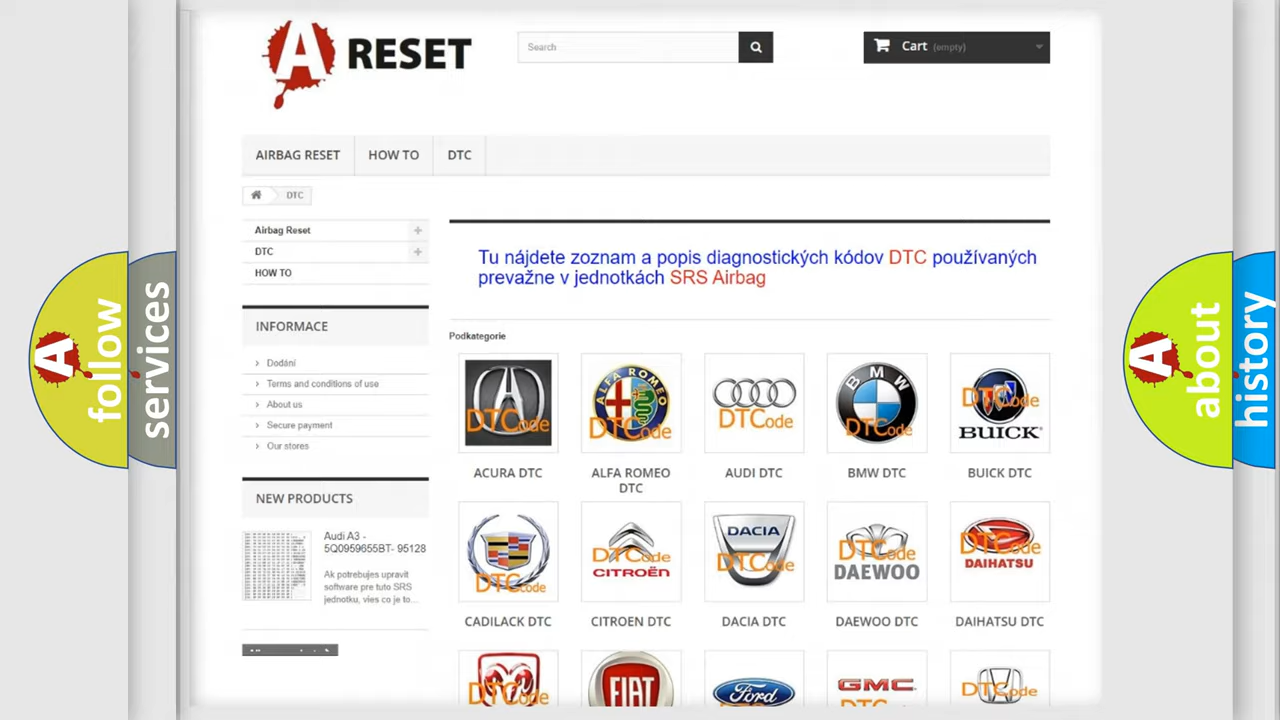 A RESET
Search
Cart (empty)
AIRBAG RESET
HOW TO
DTC
DTC
Airbag Reset
DTC
HOW TO
INFORMACE
Dodání
Terms and conditions of use
About us
Secure payment
Our stores
NEW PRODUCTS
Audi A3 -
5Q0959655BT- 95128
Ak potrebujes upravit
software pre tuto SRS
jednotku, vies co je to...
Tu nájdete zoznam a popis diagnostických kódov DTC používaných
prevažne v jednotkách SRS Airbag
Podkategorie
DTCode
ALFA ROMEO
DTCode
DTCode
BMW
DTCode
DTCode
BUICK
ACURA DTC
ALFA ROMEO
DTC
AUDI DTC
BMW DTC
BUICK DTC
DTCode
DTCode
CITROËN
DACIA
DTCode
DTCode
DAEWOO
DTCode
DAIHATSU
CADILACK DTC
CITROEN DTC
DACIA DTC
DAEWOO DTC
DAIHATSU DTC
DTCode
FIAT
Ford
GMC
DTCode
A follow
services
A about
history